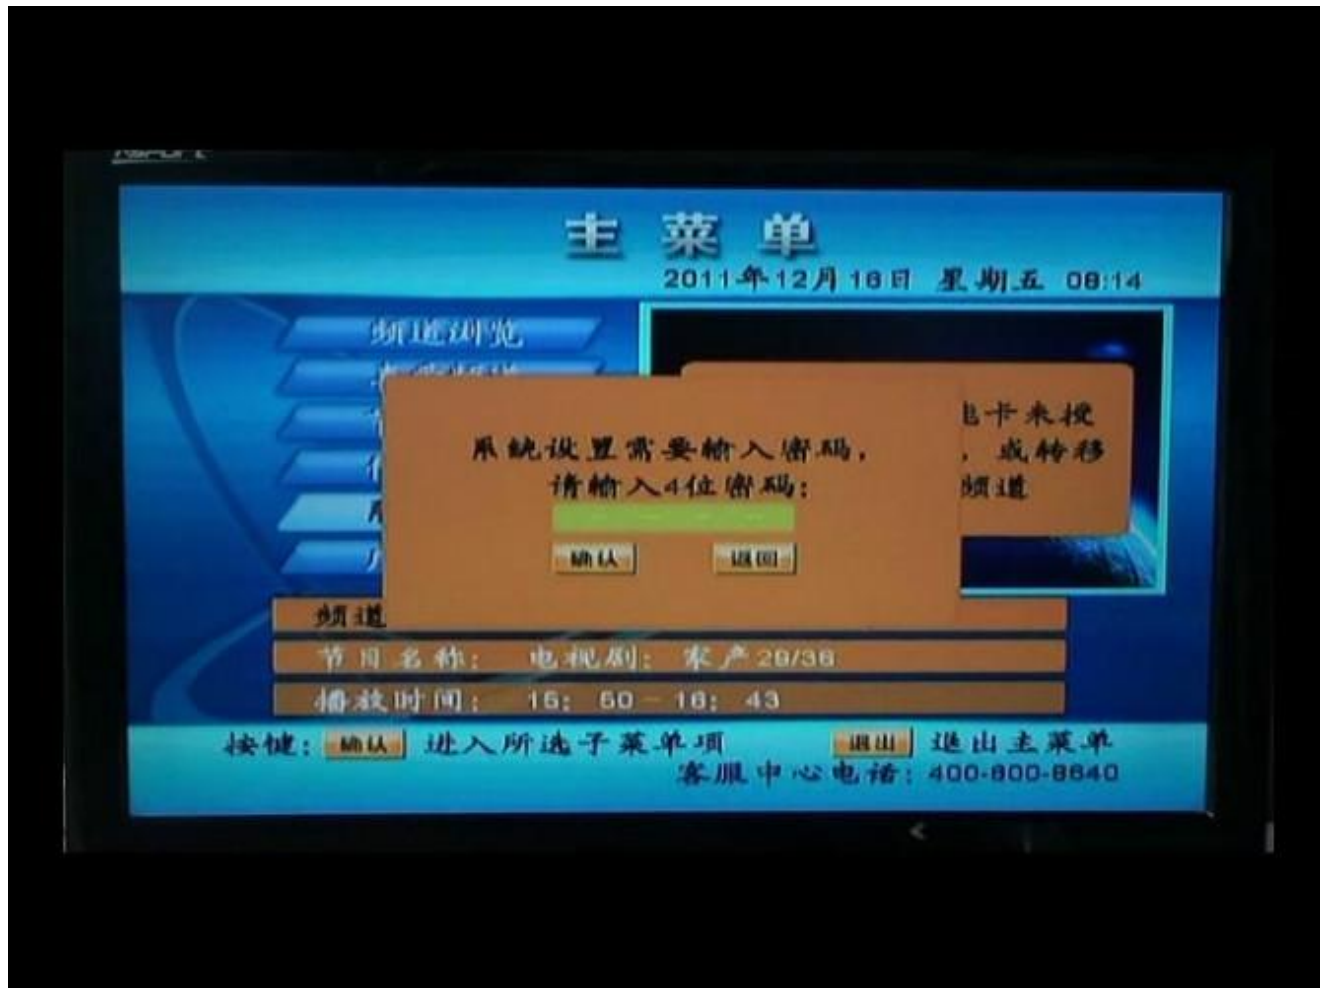 主菜单
2011年12月16日 星期五 08:14
频道浏览
卡未授
系统设置需要输入密码,
,或转移
请输入4位密码:
频道
- - - -
确认 返回
频道
节目名称: 电视剧: 家产29/36
播放时间: 15: 50-16: 43
按键: 确认 进入所选子菜单项 退出 退出主菜单
客服中心电话: 400-800-8640